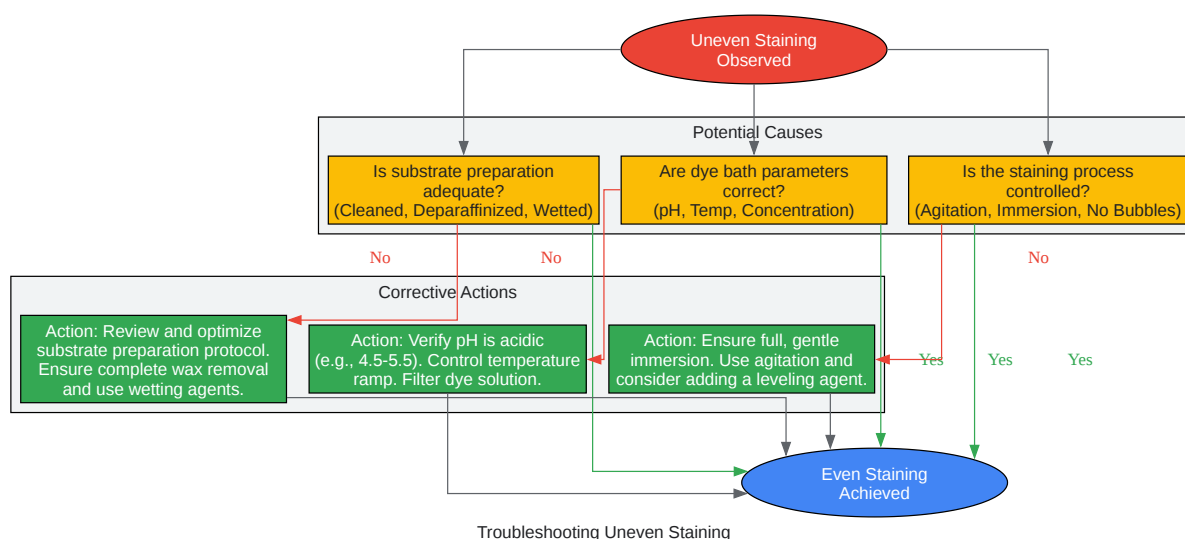 Uneven Staining
Observed
Potential Causes
Is substrate preparation
adequate?
(Cleaned, Deparaffinized, Wetted)
Are dye bath parameters
correct?
(pH, Temp, Concentration)
Is the staining process
controlled?
(Agitation, Immersion, No Bubbles)
No
No
No
Corrective Actions
Action: Review and optimize
substrate preparation protocol.
Ensure complete wax removal
and use wetting agents.
Action: Verify pH is acidic
(e.g., 4.5-5.5). Control temperature
ramp. Filter dye solution.
Action: Ensure full, gentle
immersion. Use agitation and
consider adding a leveling agent.
Yes
Yes
Yes
Even Staining
Achieved
Troubleshooting Uneven Staining